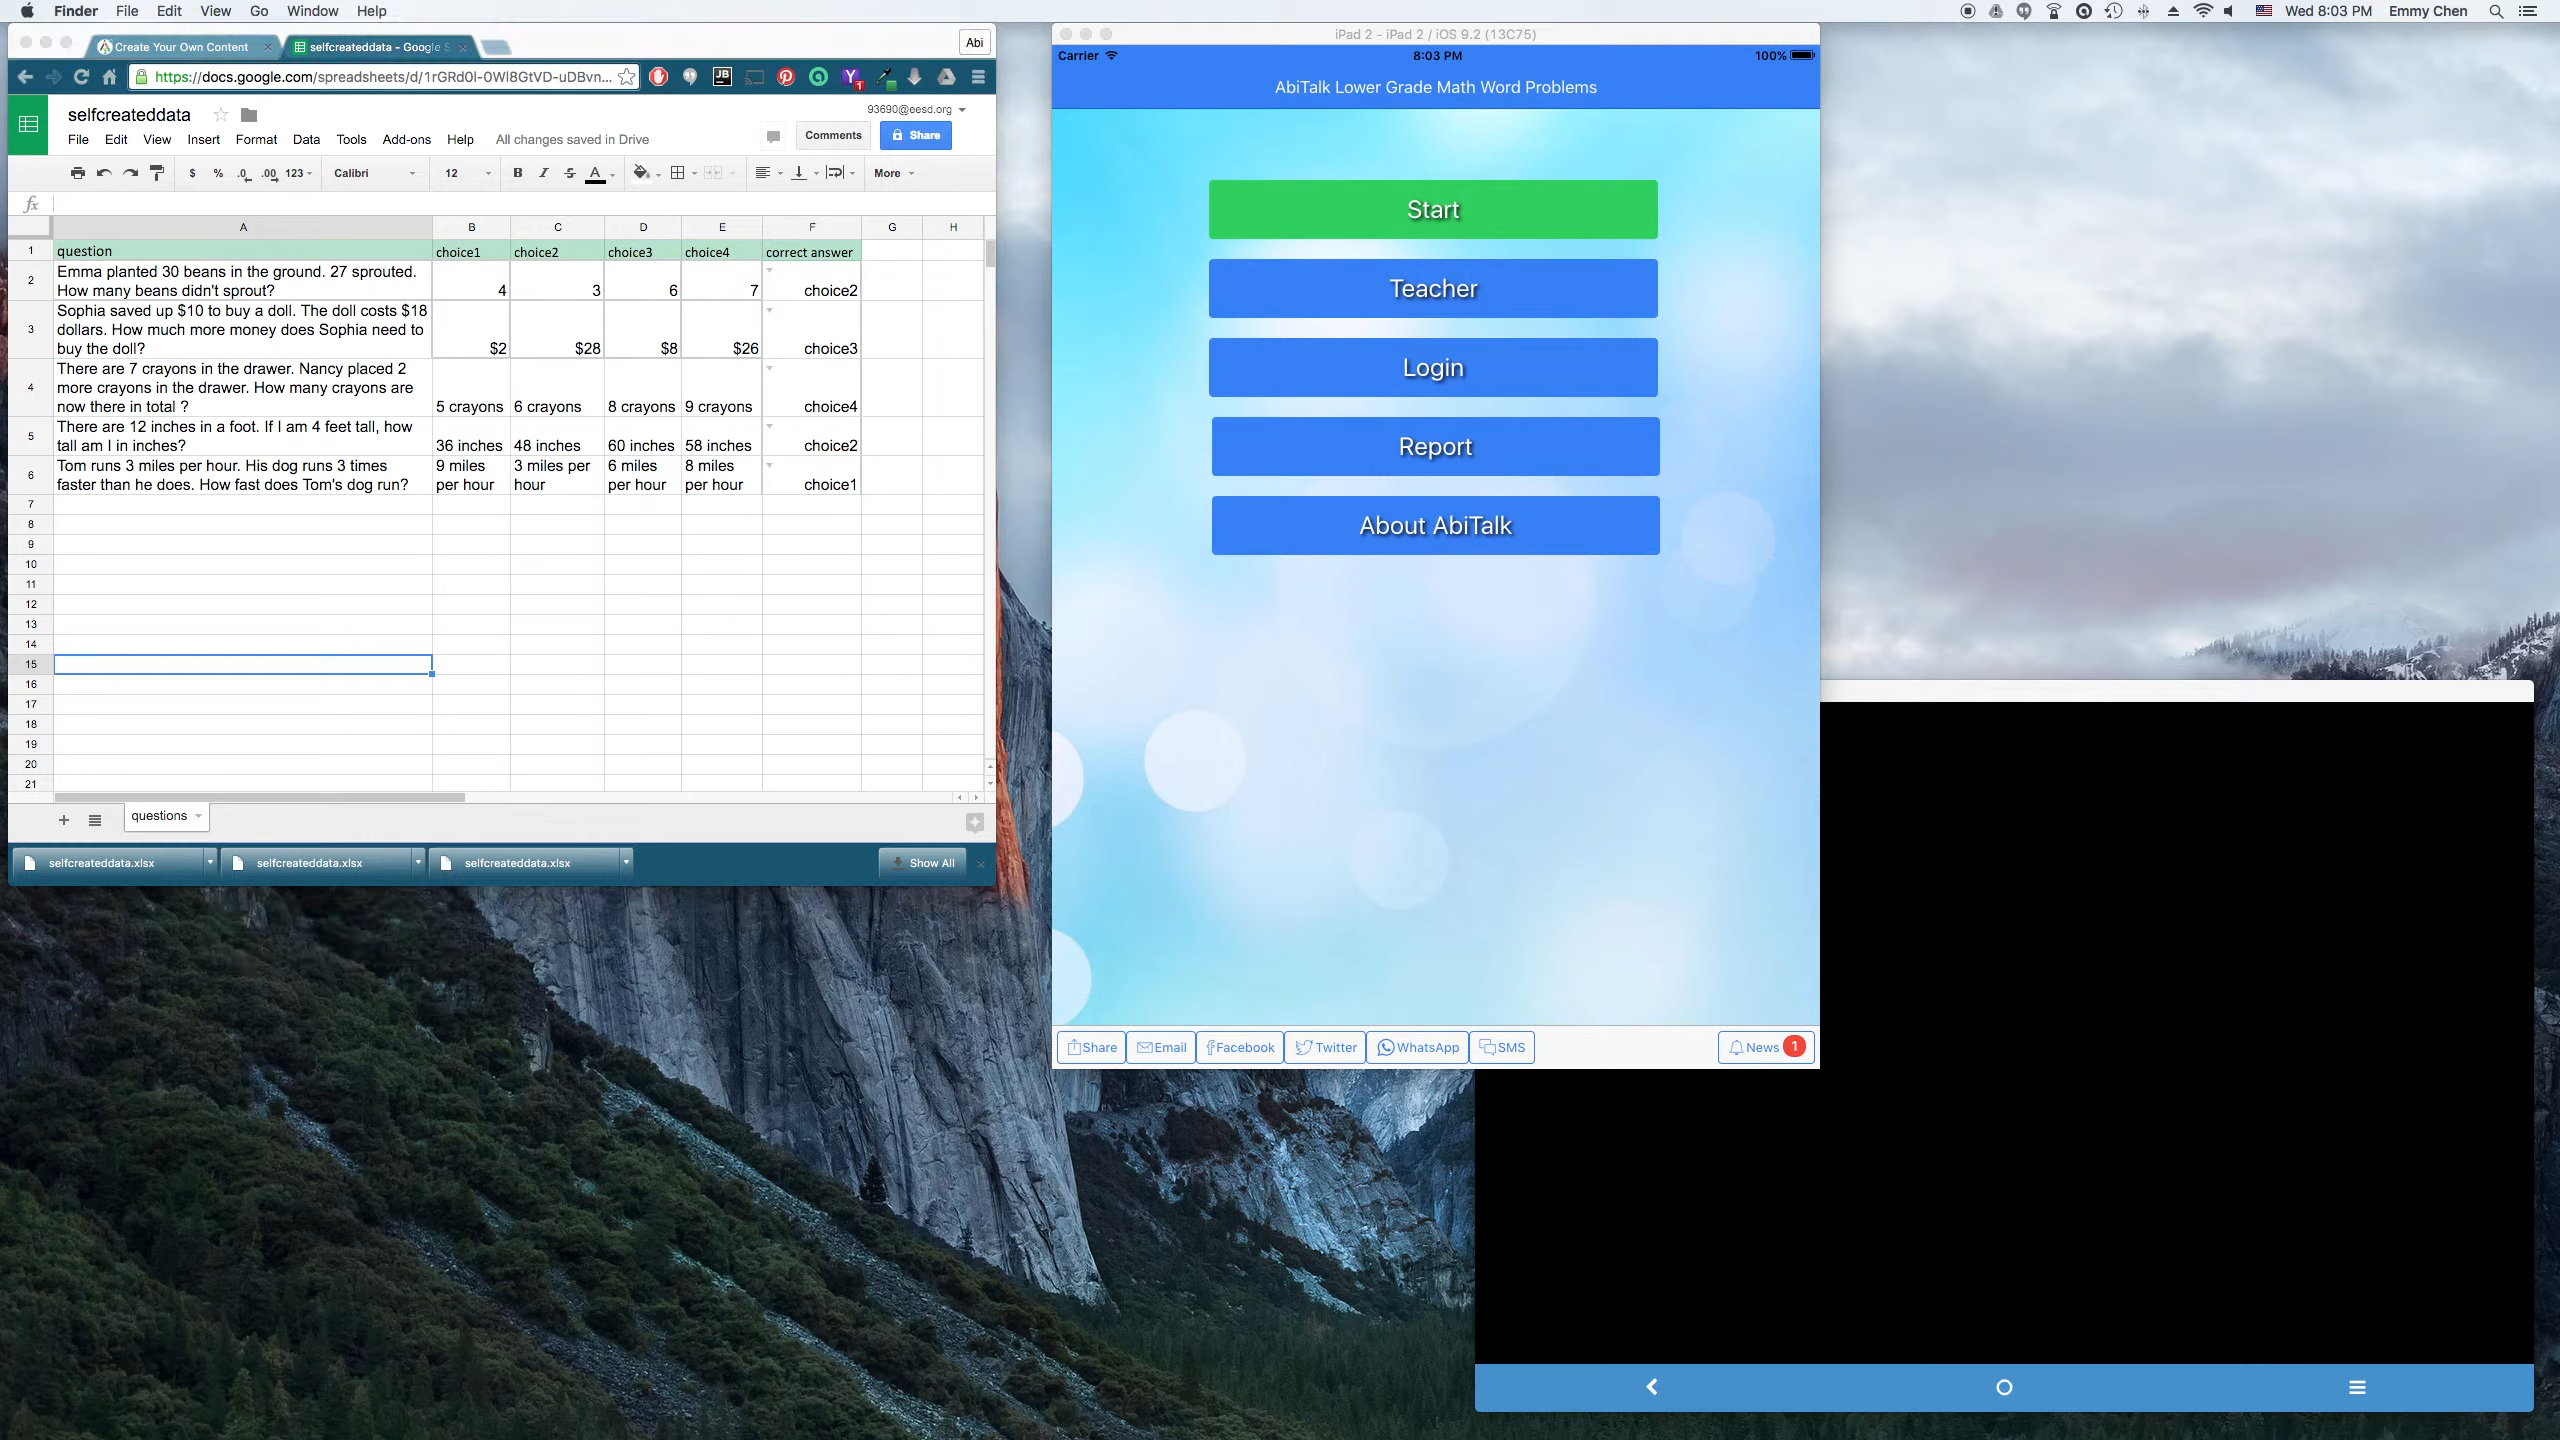 Finder File Edit View Go Window Help
Wed 8:03 PM Emmy Chen
Create Your Own Content
selfcreateddata - Google S
Abi
https://docs.google.com/spreadsheets/d/1rGRd0l-0Wl8GtVD-uDBvn...
JB
selfcreateddata
93690@eesd.org
File Edit View Insert Format Data Tools Add-ons Help All changes saved in Drive
Comments
Share
$ % .0 .00 123 Calibri 12 B I S A More
fx
A B C D E F G H
1 question choice1 choice2 choice3 choice4 correct answer
2 Emma planted 30 beans in the ground. 27 sprouted.
How many beans didn't sprout? 4 3 6 7 choice2
Sophia saved up $10 to buy a doll. The doll costs $18
3 dollars. How much more money does Sophia need to
buy the doll? $2 $28 $8 $26 choice3
There are 7 crayons in the drawer. Nancy placed 2
4 more crayons in the drawer. How many crayons are
now there in total ? 5 crayons 6 crayons 8 crayons 9 crayons choice4
5 There are 12 inches in a foot. If I am 4 feet tall, how
tall am I in inches? 36 inches 48 inches 60 inches 58 inches choice2
6 Tom runs 3 miles per hour. His dog runs 3 times 9 miles 3 miles per 6 miles 8 miles
faster than he does. How fast does Tom's dog run? per hour hour per hour per hour choice1
7
8
9
10
11
12
13
14
15
16
17
18
19
20
21
questions
selfcreateddata.xlsx selfcreateddata.xlsx selfcreateddata.xlsx Show All
iPad 2 - iPad 2 / iOS 9.2 (13C75)
Carrier 8:03 PM 100%
AbiTalk Lower Grade Math Word Problems
Start
Teacher
Login
Report
About AbiTalk
Share Email Facebook Twitter WhatsApp SMS News 1